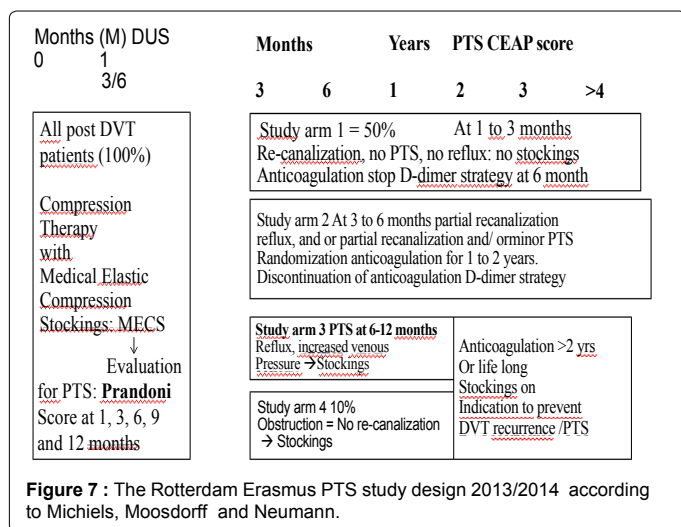 Months (M) DUS
0 1
3/6
Months Years PTS CEAP score
3 6 1 2 3 >4
All post DVT
patients (100%)
Compression
Therapy
with
Medical Elastic
Compression
Stockings: MECS
↓
Evaluation
for PTS: Prandoni
Score at 1, 3, 6, 9
and 12 months
Study arm 1 = 50% At 1 to 3 months
Re-canalization, no PTS, no reflux: no stockings
Anticoagulation stop D-dimer strategy at 6 month
Study arm 2 At 3 to 6 months partial recanalization
reflux, and or partial recanalization and/ orminor PTS
Randomization anticoagulation for 1 to 2 years.
Discontinuation of anticoagulation D-dimer strategy
Study arm 3 PTS at 6-12 months
Reflux, increased venous
Pressure →Stockings
Study arm 4 10%
Obstruction = No re-canalization
→ Stockings
Anticoagulation >2 yrs
Or life long
Stockings on
Indication to prevent
DVT recurrence /PTS
Figure 7 : The Rotterdam Erasmus PTS study design 2013/2014 according
to Michiels, Moosdorff and Neumann.